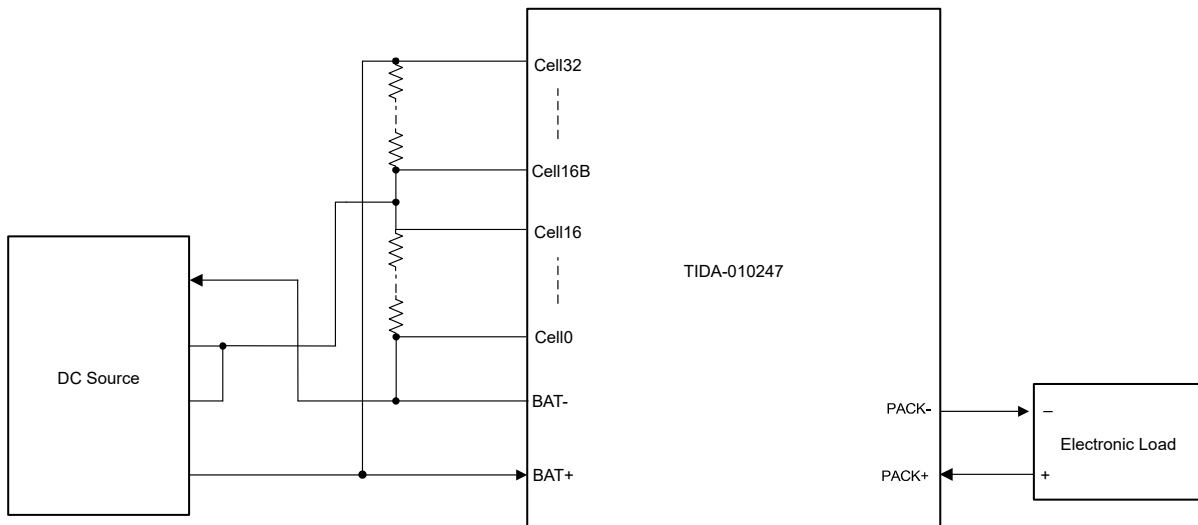 Cell32
Cell16B
Cell16
TIDA-010247
Cell0
DC Source
BAT-
PACK-
–
Electronic Load
BAT+
PACK+
+